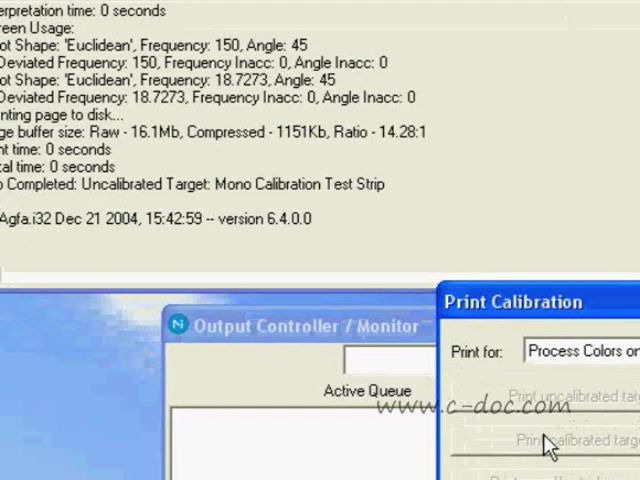 erpretation time: 0 seconds
reen Usage:
ot Shape: 'Euclidean', Frequency: 150, Angle: 45
Deviated Frequency: 150, Frequency Inacc: 0, Angle Inacc: 0
ot Shape: 'Euclidean', Frequency: 18.7273, Angle: 45
Deviated Frequency: 18.7273, Frequency Inacc: 0, Angle Inacc: 0
inting page to disk...
ge buffer size: Raw - 16.1Mb, Compressed - 1151Kb, Ratio - 14.28:1
nt time: 0 seconds
tal time: 0 seconds
b Completed: Uncalibrated Target: Mono Calibration Test Strip
Agfa.i32 Dec 21 2004, 15:42:59 -- version 6.4.0.0
Print Calibration
Output Controller / Monitor
Print for: Process Colors on
Active Queue
Print uncalibrated targ
www.c-doc.com
Print calibrated targe